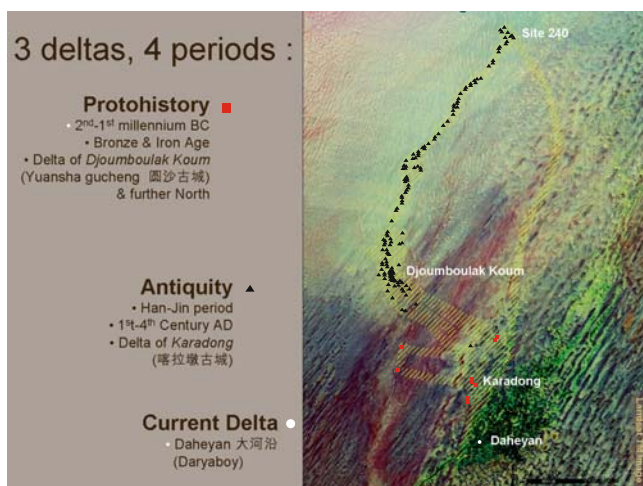 3 deltas, 4 periods :
Protohistory
• 2nd-1st millennium BC
• Bronze & Iron Age
• Delta of Djoumboulak Koum
(Yuansha gucheng 圆沙古城)
& further North
Antiquity
• Han-Jin period
• 1st-4th Century AD
• Delta of Karadong
(喀拉墩古城)
Current Delta
• Daheyan 大河沿
(Daryaboy)
Site 240
Djoumboulak Koum
Karadong
Daheyan